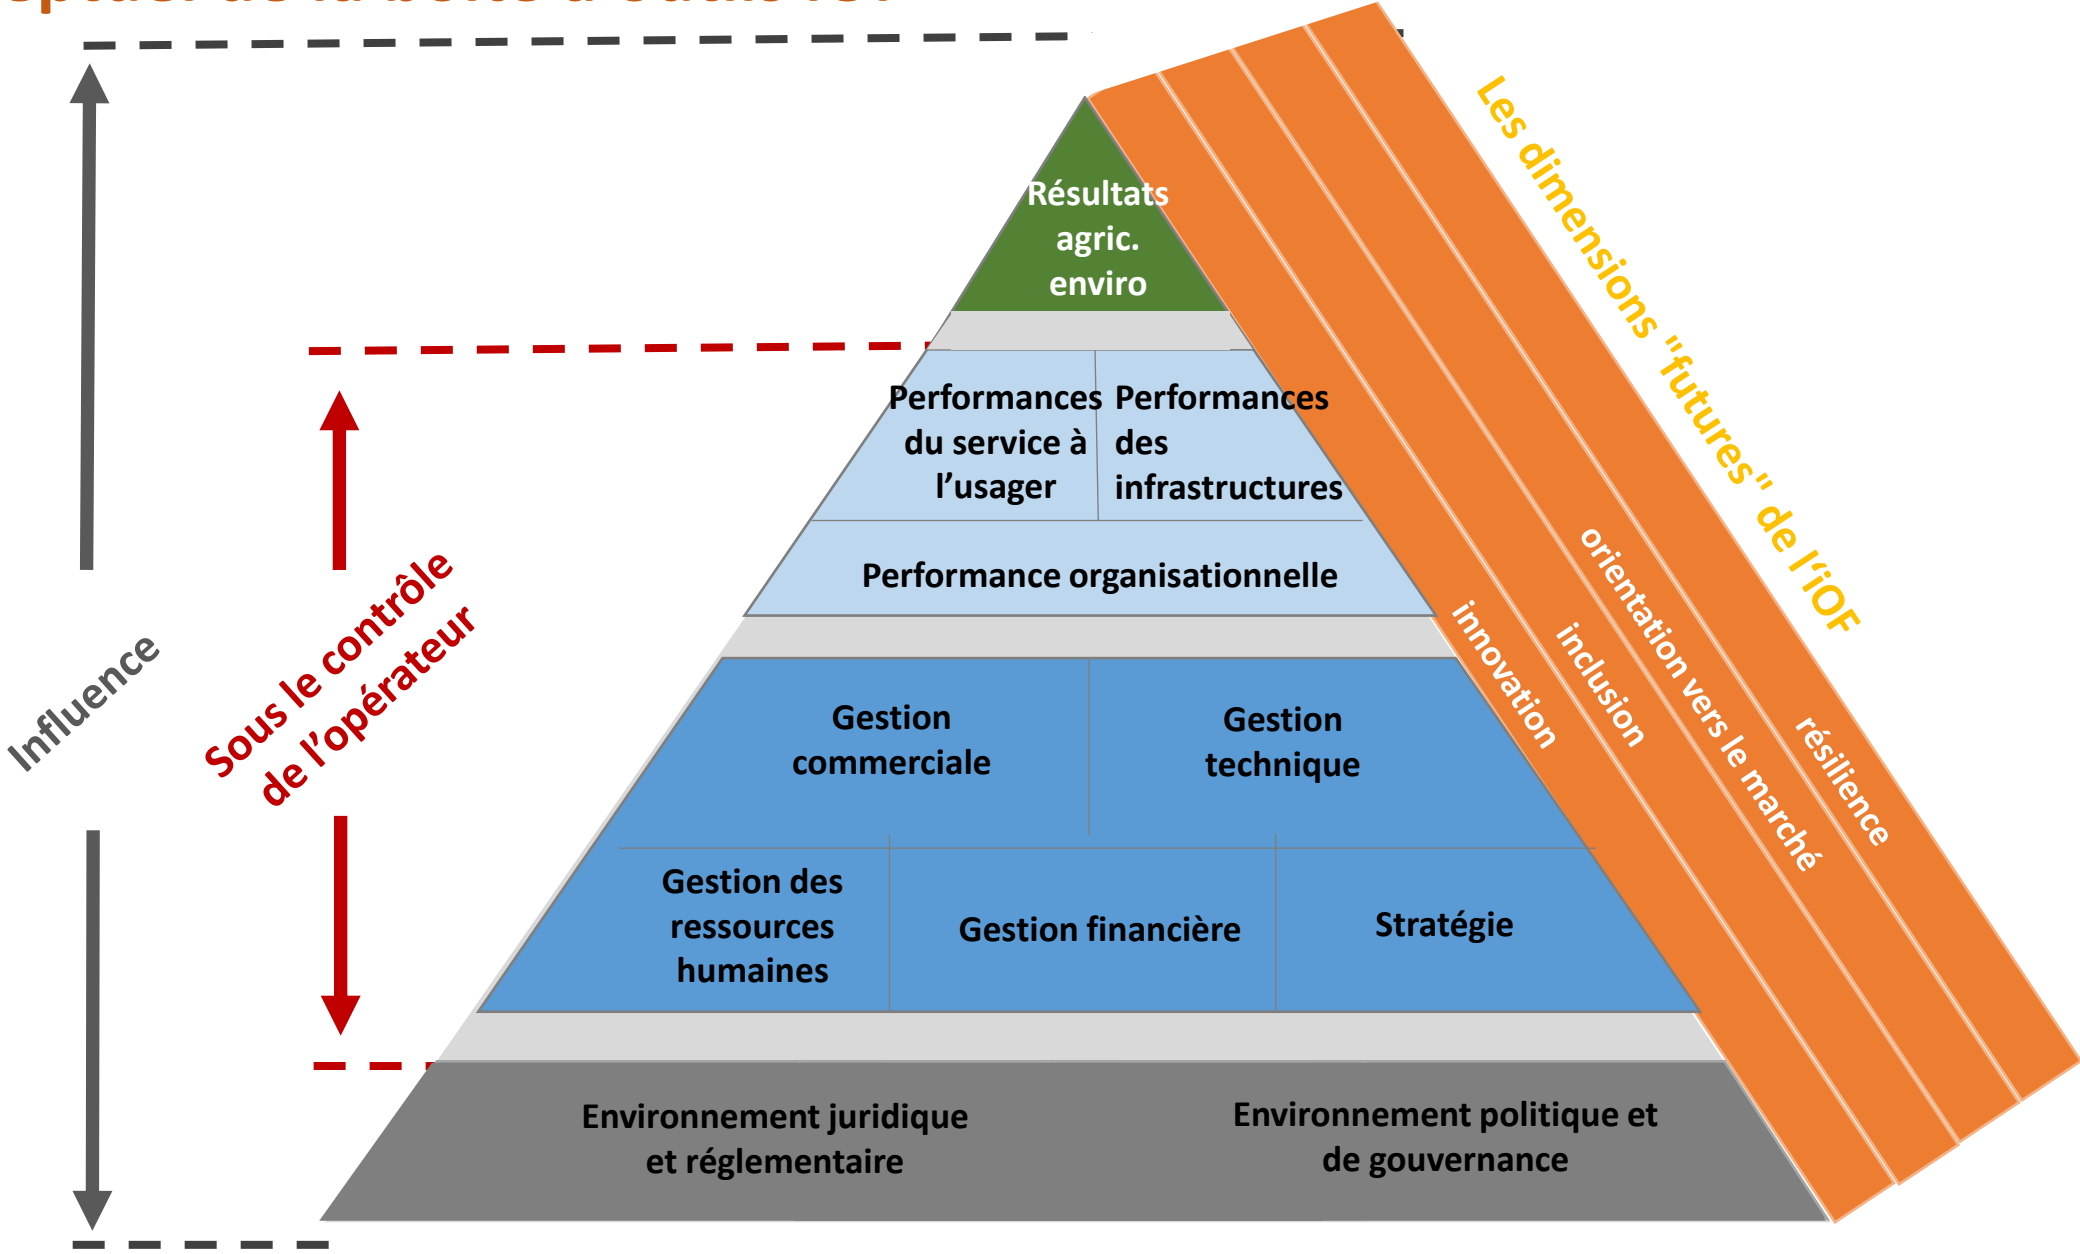 Résultats
agric.
enviro
Performances
du service à
l’usager
Performances
des
infrastructures
Performance organisationnelle
Gestion
commerciale
Gestion
technique
Gestion des
ressources
humaines
Gestion financière
Stratégie
Environnement juridique
et réglementaire
Environnement politique et
de gouvernance
Influence
Sous le contrôle
de l’opérateur
innovation
inclusion
orientation vers le marché
résilience
Les dimensions "futures" de l‘iOF